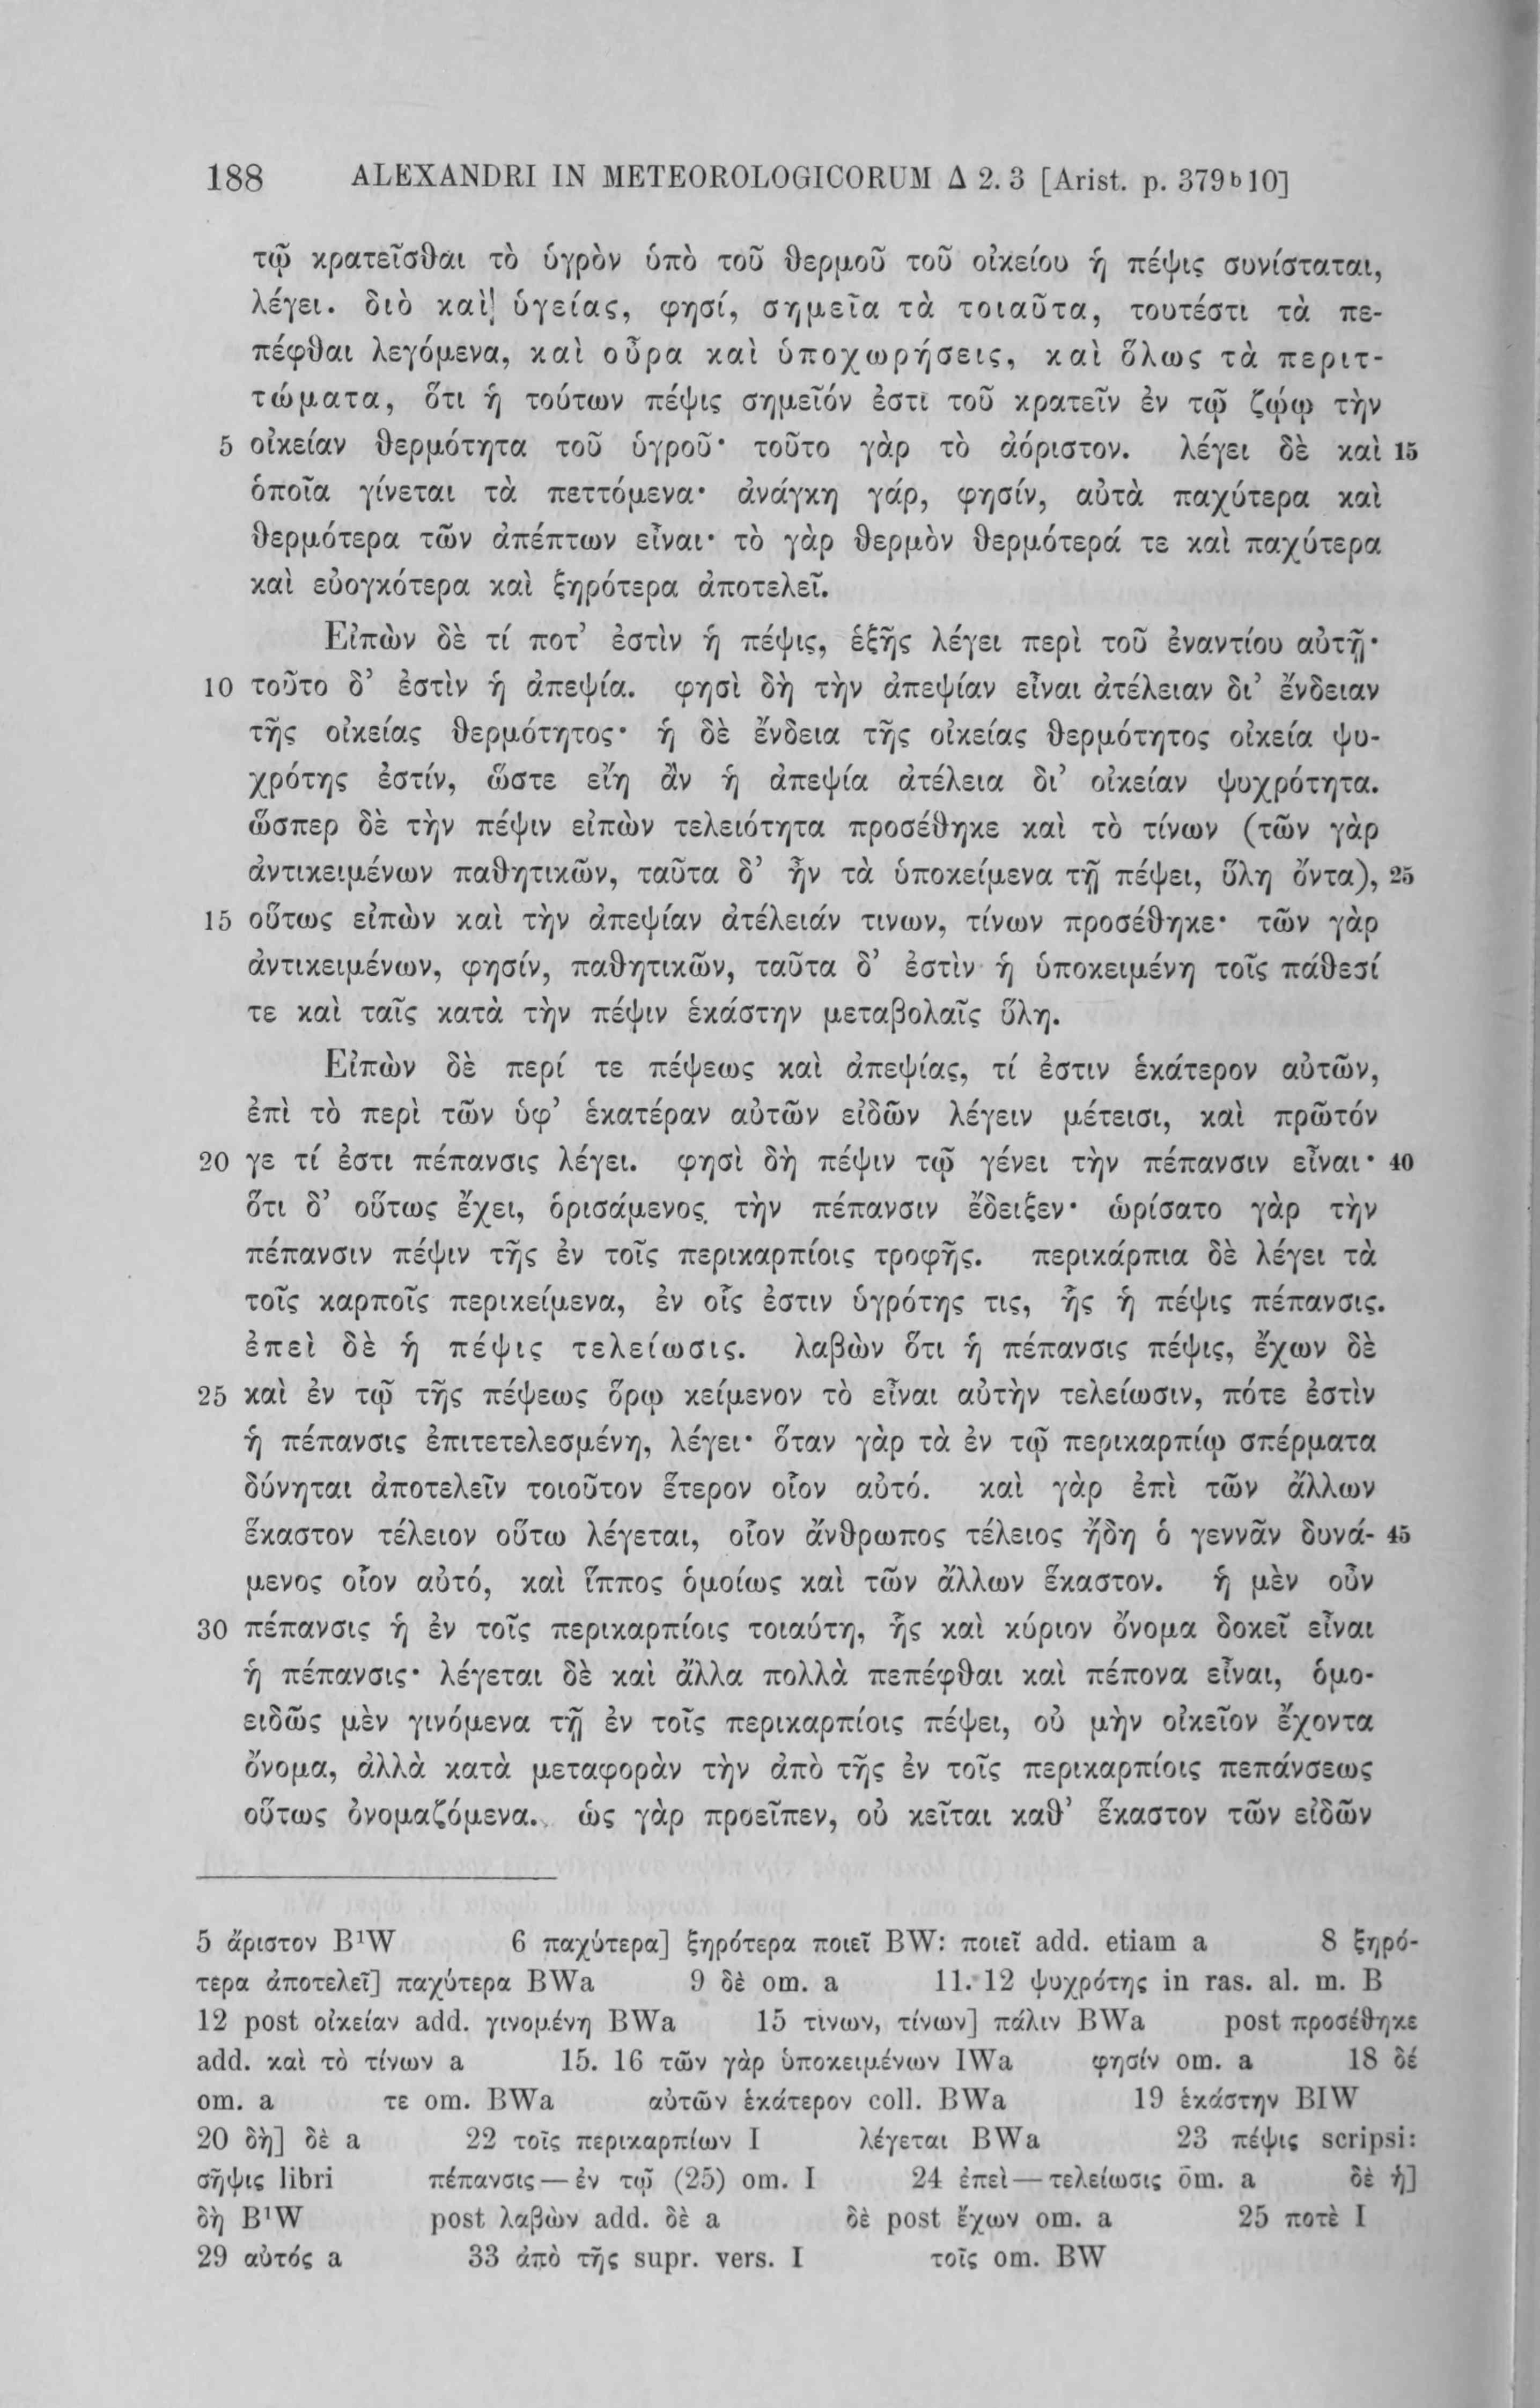 188 ALEXANDRI IN METEOROLOGICORUM Δ 2. 3 [Arist. p. 379ᵇ10]
τῷ κρατεῖσθαι τὸ ὑγρὸν ὑπὸ τοῦ θερμοῦ τοῦ οἰκείου ἡ πέψις συνίσταται,
λέγει. διὸ καὶ ὑγείας, φησί, σημεῖα τὰ τοιαῦτα, τουτέστι τὰ πε-
πέφθαι λεγόμενα, καὶ οὖρα καὶ ὑποχωρήσεις, καὶ ὅλως τὰ περιτ-
τώματα, ὅτι ἡ τούτων πέψις σημεῖόν ἐστι τοῦ κρατεῖν ἐν τῷ ζῴῳ τὴν
5 οἰκείαν θερμότητα τοῦ ὑγροῦ· τοῦτο γὰρ τὸ ἀόριστον. λέγει δὲ καὶ 15
ὁποῖα γίνεται τὰ πεττόμενα· ἀνάγκη γάρ, φησίν, αὐτὰ παχύτερα καὶ
θερμότερα τῶν ἀπέπτων εἶναι· τὸ γὰρ θερμὸν θερμότερά τε καὶ παχύτερα
καὶ εὐογκότερα καὶ ξηρότερα ἀποτελεῖ.
Εἰπὼν δὲ τί ποτ’ ἐστὶν ἡ πέψις, ἑξῆς λέγει περὶ τοῦ ἐναντίου αὐτῇ·
10 τοῦτο δ’ ἐστὶν ἡ ἀπεψία. φησὶ δὴ τὴν ἀπεψίαν εἶναι ἀτέλειαν δι’ ἔνδειαν
τῆς οἰκείας θερμότητος· ἡ δὲ ἔνδεια τῆς οἰκείας θερμότητος οἰκεία ψυ-
χρότης ἐστίν, ὥστε εἴη ἂν ἡ ἀπεψία ἀτέλεια δι’ οἰκείαν ψυχρότητα.
ὥσπερ δὲ τὴν πέψιν εἰπὼν τελειότητα προσέθηκε καὶ τὸ τίνων (τῶν γὰρ
ἀντικειμένων παθητικῶν, ταῦτα δ’ ἦν τὰ ὑποκείμενα τῇ πέψει, ὕλη ὄντα), 25
15 οὕτως εἰπὼν καὶ τὴν ἀπεψίαν ἀτέλειάν τινων, τίνων προσέθηκε· τῶν γὰρ
ἀντικειμένων, φησίν, παθητικῶν, ταῦτα δ’ ἐστὶν ἡ ὑποκειμένη τοῖς πάθεσί
τε καὶ ταῖς κατὰ τὴν πέψιν ἑκάστην μεταβολαῖς ὕλη.
Εἰπὼν δὲ περί τε πέψεως καὶ ἀπεψίας, τί ἐστιν ἑκάτερον αὐτῶν,
ἐπὶ τὸ περὶ τῶν ὑφ’ ἑκατέραν αὐτῶν εἰδῶν λέγειν μέτεισι, καὶ πρῶτόν
20 γε τί ἐστι πέπανσις λέγει. φησὶ δὴ πέψιν τῷ γένει τὴν πέπανσιν εἶναι· 40
ὅτι δ’ οὕτως ἔχει, ὁρισάμενος τὴν πέπανσιν ἔδειξεν· ὡρίσατο γὰρ τὴν
πέπανσιν πέψιν τῆς ἐν τοῖς περικαρπίοις τροφῆς. περικάρπια δὲ λέγει τὰ
τοῖς καρποῖς περικείμενα, ἐν οἷς ἐστιν ὑγρότης τις, ἧς ἡ πέψις πέπανσις.
ἐπεὶ δὲ ἡ πέψις τελείωσις. λαβὼν ὅτι ἡ πέπανσις πέψις, ἔχων δὲ
25 καὶ ἐν τῷ τῆς πέψεως ὅρῳ κείμενον τὸ εἶναι αὐτὴν τελείωσιν, πότε ἐστὶν
ἡ πέπανσις ἐπιτετελεσμένη, λέγει· ὅταν γὰρ τὰ ἐν τῷ περικαρπίῳ σπέρματα
δύνηται ἀποτελεῖν τοιοῦτον ἕτερον οἷον αὐτό. καὶ γὰρ ἐπὶ τῶν ἄλλων
ἕκαστον τέλειον οὕτω λέγεται, οἷον ἄνθρωπος τέλειος ἤδη ὁ γεννᾶν δυνά- 45
μενος οἷον αὐτό, καὶ ἵππος ὁμοίως καὶ τῶν ἄλλων ἕκαστον. ἡ μὲν οὖν
30 πέπανσις ἡ ἐν τοῖς περικαρπίοις τοιαύτη, ἧς καὶ κύριον ὄνομα δοκεῖ εἶναι
ἡ πέπανσις· λέγεται δὲ καὶ ἄλλα πολλὰ πεπέφθαι καὶ πέπονα εἶναι, ὁμο-
ειδῶς μὲν γινόμενα τῇ ἐν τοῖς περικαρπίοις πέψει, οὐ μὴν οἰκεῖον ἔχοντα
ὄνομα, ἀλλὰ κατὰ μεταφορὰν τὴν ἀπὸ τῆς ἐν τοῖς περικαρπίοις πεπάνσεως
οὕτως ὀνομαζόμενα. ὡς γὰρ προεῖπεν, οὐ κεῖται καθ’ ἕκαστον τῶν εἰδῶν
5 ἄριστον B¹W 6 παχύτερα] ξηρότερα ποιεῖ BW: ποιεῖ add. etiam a 8 ξηρό-
τερα ἀποτελεῖ] παχύτερα BWa 9 δὲ om. a 11. 12 ψυχρότης in ras. al. m. B
12 post οἰκείαν add. γινομένη BWa 15 τινων, τίνων] πάλιν BWa post προσέθηκε
add. καὶ τὸ τίνων a 15. 16 τῶν γὰρ ὑποκειμένων IWa φησίν om. a 18 δέ
om. a τε om. BWa αὐτῶν ἑκάτερον coll. BWa 19 ἑκάστην BIW
20 δὴ] δὲ a 22 τοῖς περικαρπίων I λέγεται BWa 23 πέψις scripsi:
σῆψις libri πέπανσις — ἐν τῷ (25) om. I 24 ἐπεὶ — τελείωσις om. a δὲ ἡ]
δὴ B¹W post λαβὼν add. δὲ a δὲ post ἔχων om. a 25 ποτὲ I
29 αὐτός a 33 ἀπὸ τῆς supr. vers. I τοῖς om. BW